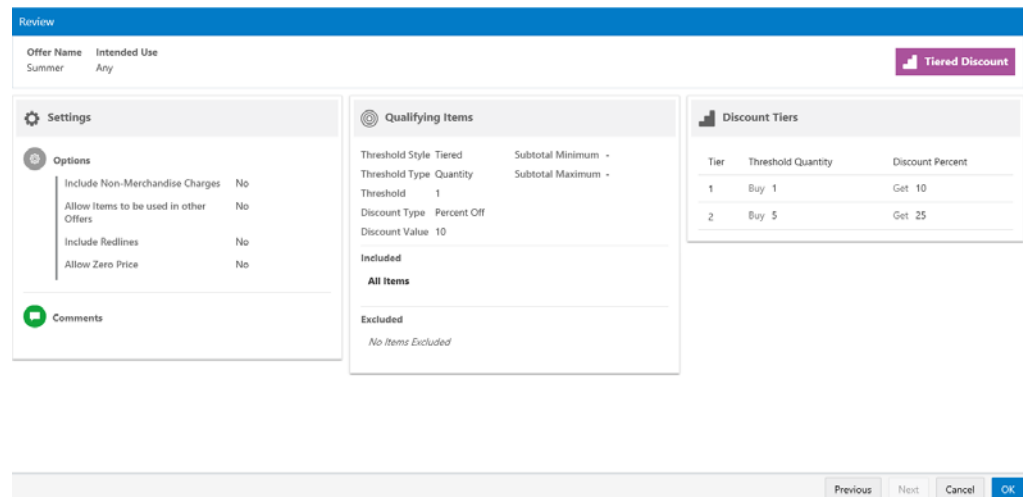 Review
Offer Name Intended Use
Summer Any
Tiered Discount
Settings
Options
Include Non-Merchandise Charges No
Allow Items to be used in other No
Offers
Include Redlines No
Allow Zero Price No
Comments
Qualifying Items
Threshold Style Tiered Subtotal Minimum -
Threshold Type Quantity Subtotal Maximum -
Threshold 1
Discount Type Percent Off
Discount Value 10
Included
All Items
Excluded
No Items Excluded
Discount Tiers
Tier Threshold Quantity Discount Percent
1 Buy 1 Get 10
2 Buy 5 Get 25
Previous Next Cancel OK